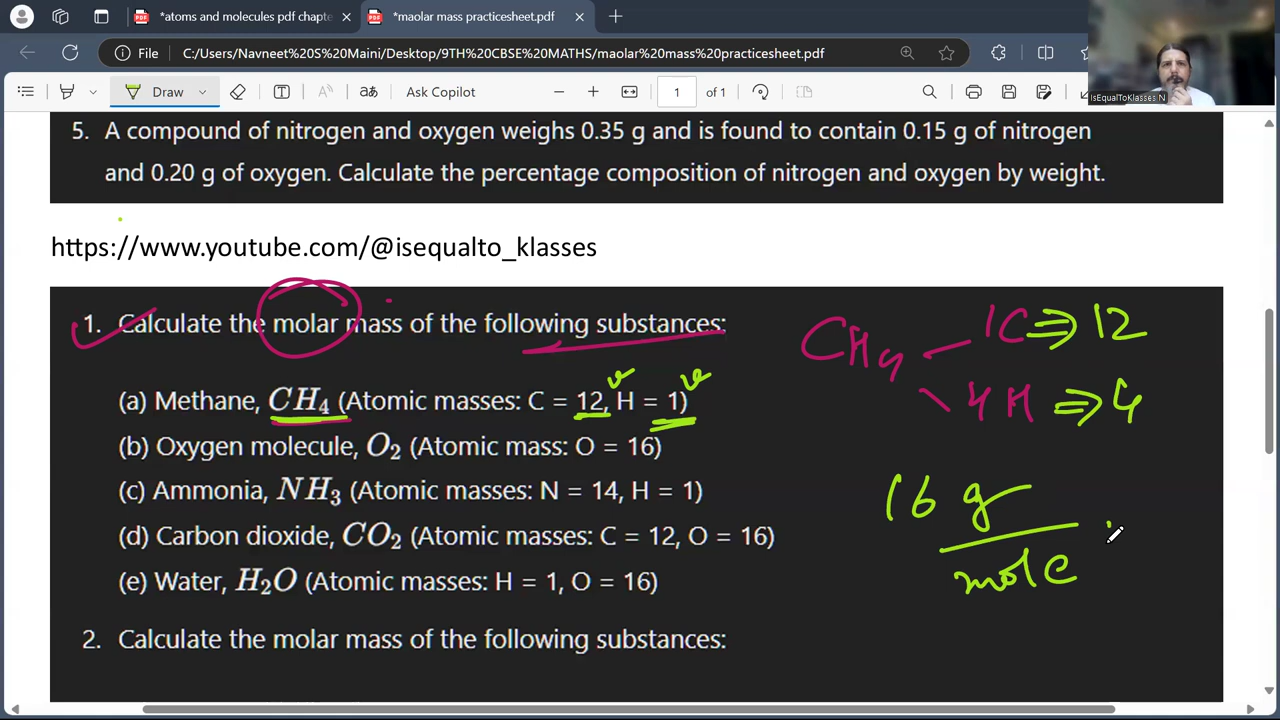 *atoms and molecules pdf chapte
*maolar mass practicesheet.pdf
File C:/Users/Navneet%20S%20Maini/Desktop/9TH%20CBSE%20MATHS/maolar%20mass%20practicesheet.pdf
Draw
Ask Copilot
1 of 1
IsEqualToKlasses N
5. A compound of nitrogen and oxygen weighs 0.35 g and is found to contain 0.15 g of nitrogen
and 0.20 g of oxygen. Calculate the percentage composition of nitrogen and oxygen by weight.
https://www.youtube.com/@isequalto_klasses
1. Calculate the molar mass of the following substances:
(a) Methane, CH₄ (Atomic masses: C = 12, H = 1)
(b) Oxygen molecule, O₂ (Atomic mass: O = 16)
(c) Ammonia, NH₃ (Atomic masses: N = 14, H = 1)
(d) Carbon dioxide, CO₂ (Atomic masses: C = 12, O = 16)
(e) Water, H₂O (Atomic masses: H = 1, O = 16)
2. Calculate the molar mass of the following substances:
CH₄
1C ⇒ 12
4H ⇒ 4
16 g
mole